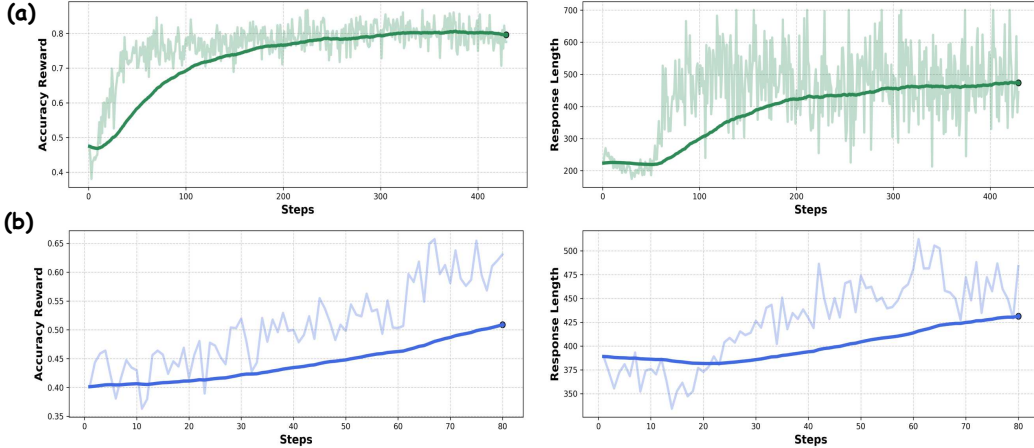 (a)
Accuracy Reward
0.8
0.7
0.6
0.5
0.4
0 100 200 300 400
Steps
Response Length
700
600
500
400
300
200
0 100 200 300 400
Steps
(b)
Accuracy Reward
0.65
0.60
0.55
0.50
0.45
0.40
0.35
0 10 20 30 40 50 60 70 80
Steps
Response Length
500
475
450
425
400
375
350
0 10 20 30 40 50 60 70 80
Steps